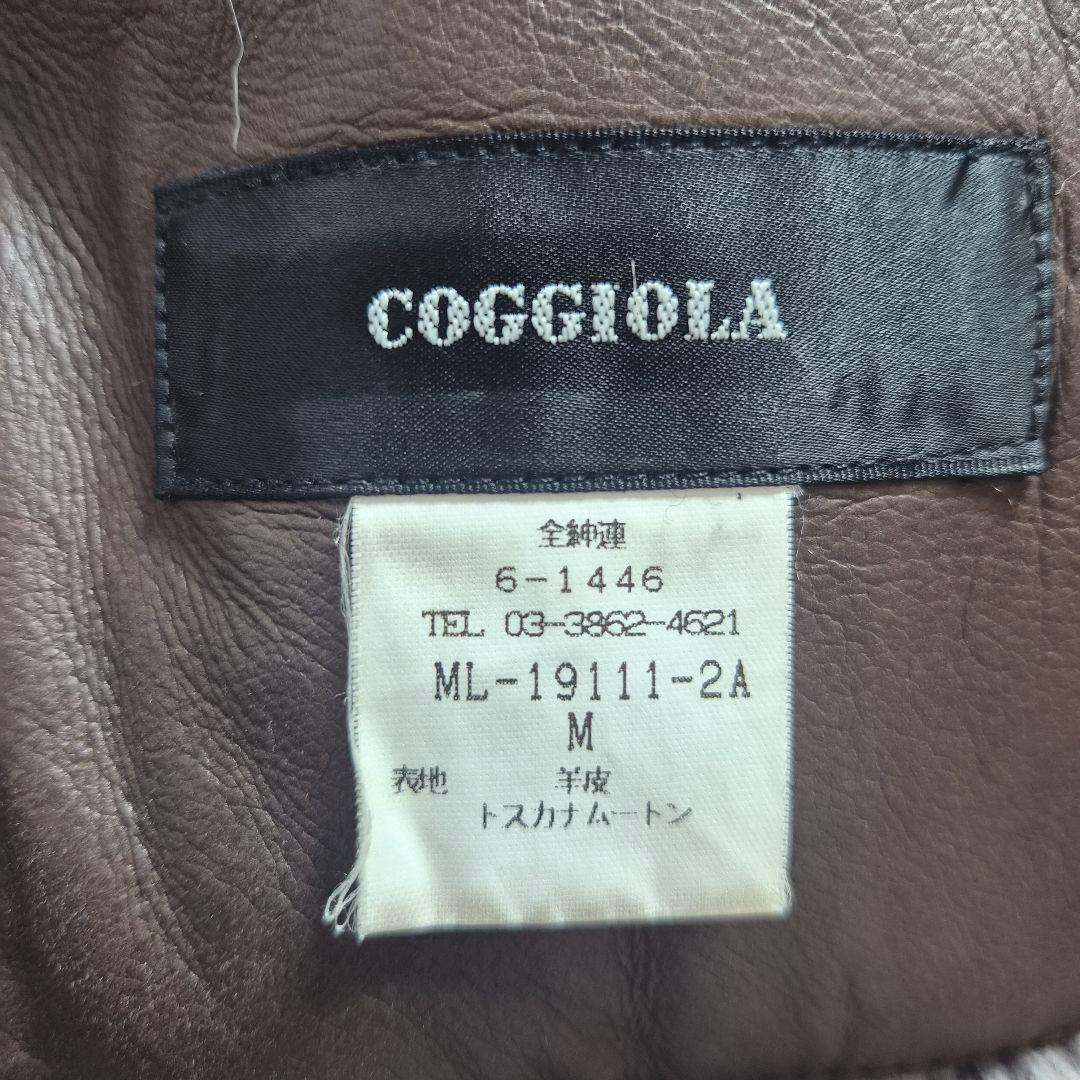 COGGIOLA
全紳連
6-1446
TEL 03-3862-4621
ML-19111-2A
M
表地 羊皮
トスカナムートン